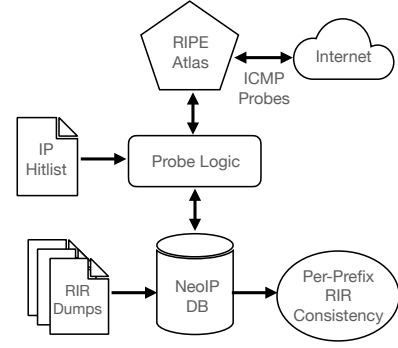 RIPE
Atlas
Internet
ICMP
Probes
IP
Hitlist
Probe Logic
RIR
Dumps
NeoIP
DB
Per-Prefix
RIR
Consistency